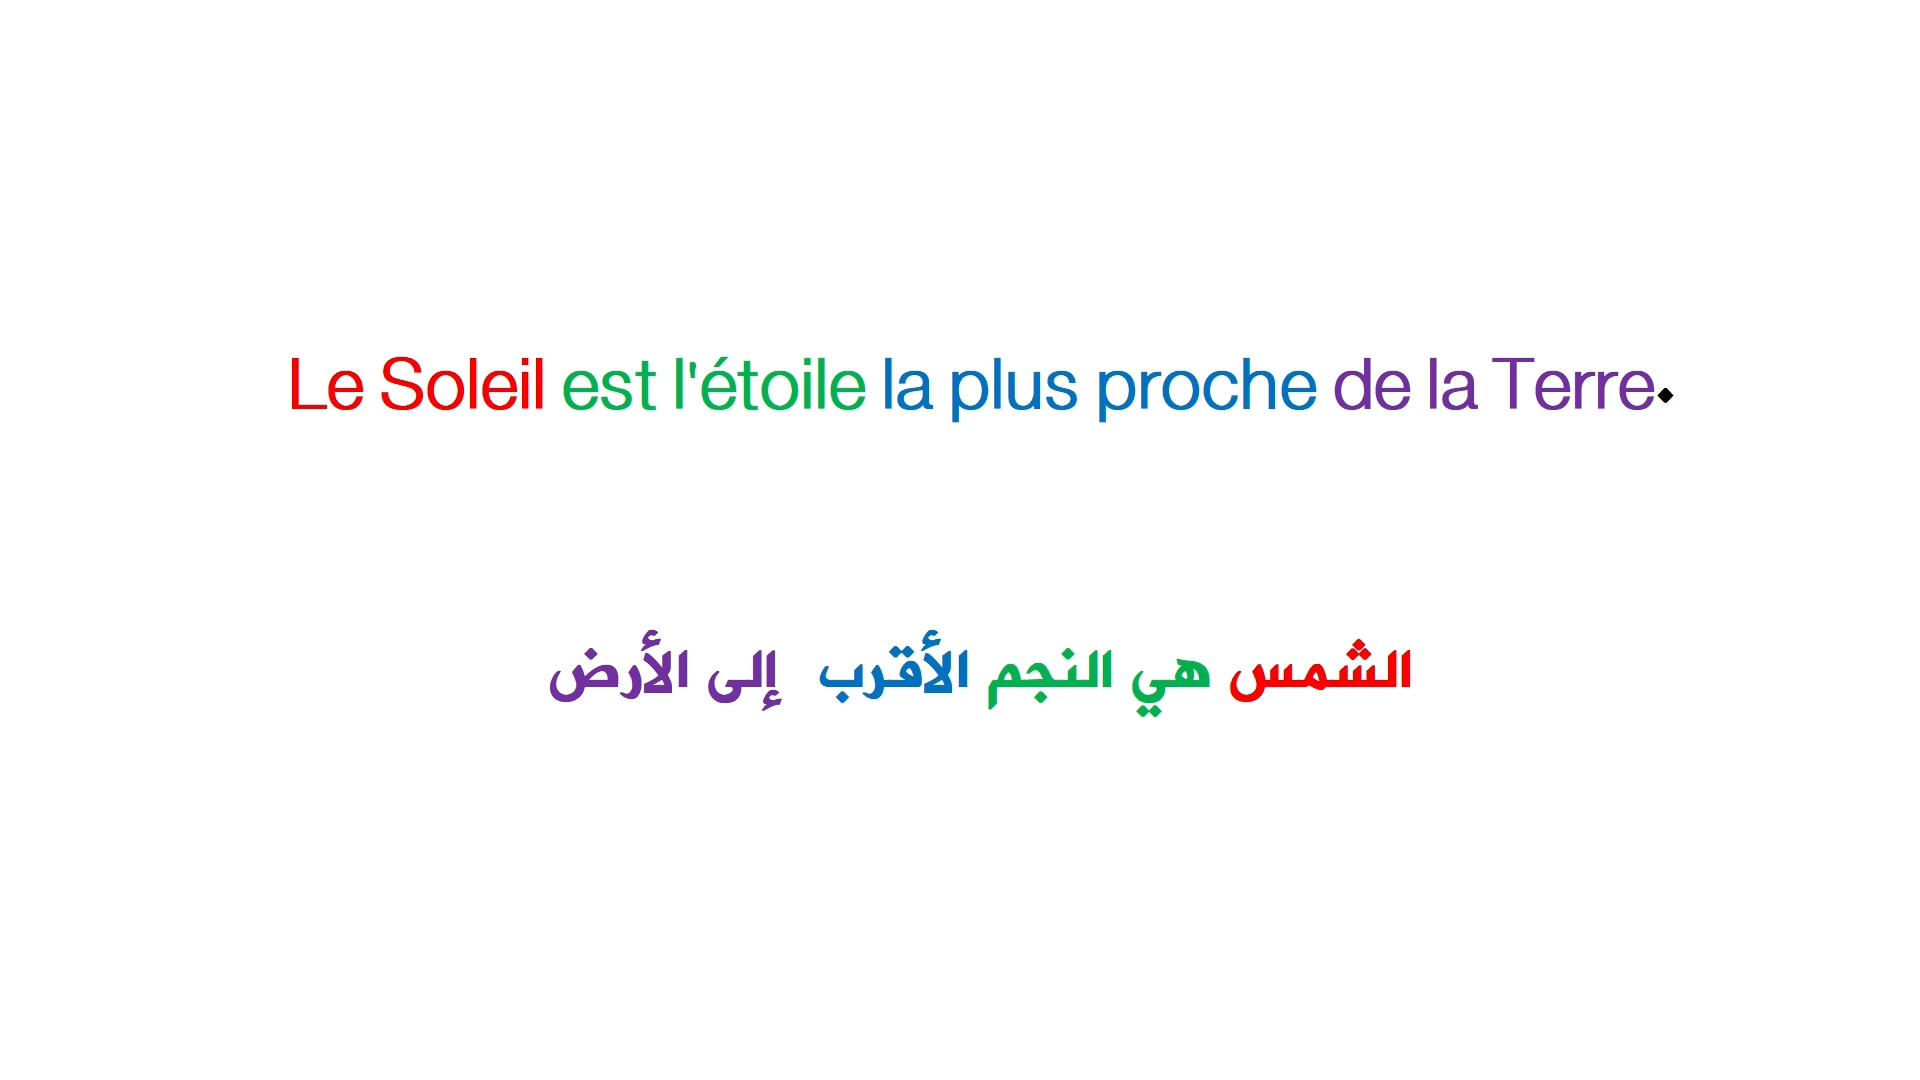 Le Soleil est l'étoile la plus proche de la Terre.
الشمس هي النجم الأقرب إلى الأرض